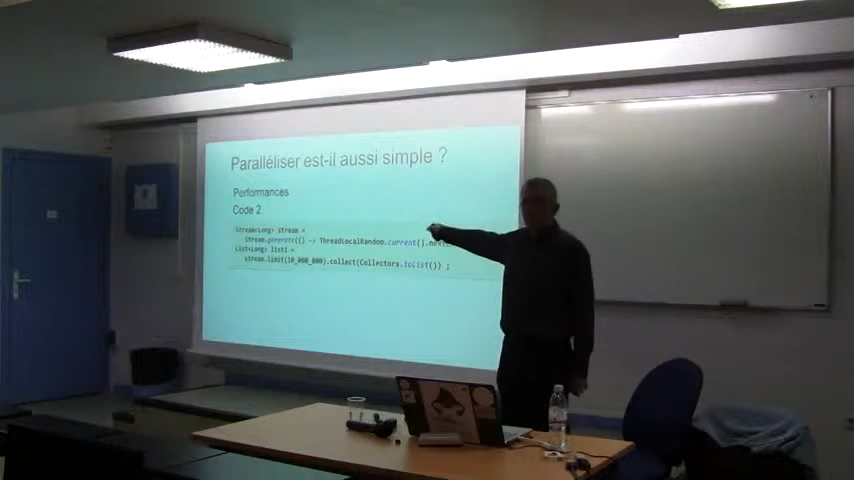 Paralléliser est-il aussi simple ?
Performances
Code 2
Stream<Long> stream =
Stream.generate(() -> ThreadLocalRandom.current().next
List<Long> list1 =
stream.limit(10_000_000).collect(Collectors.toList()) ;